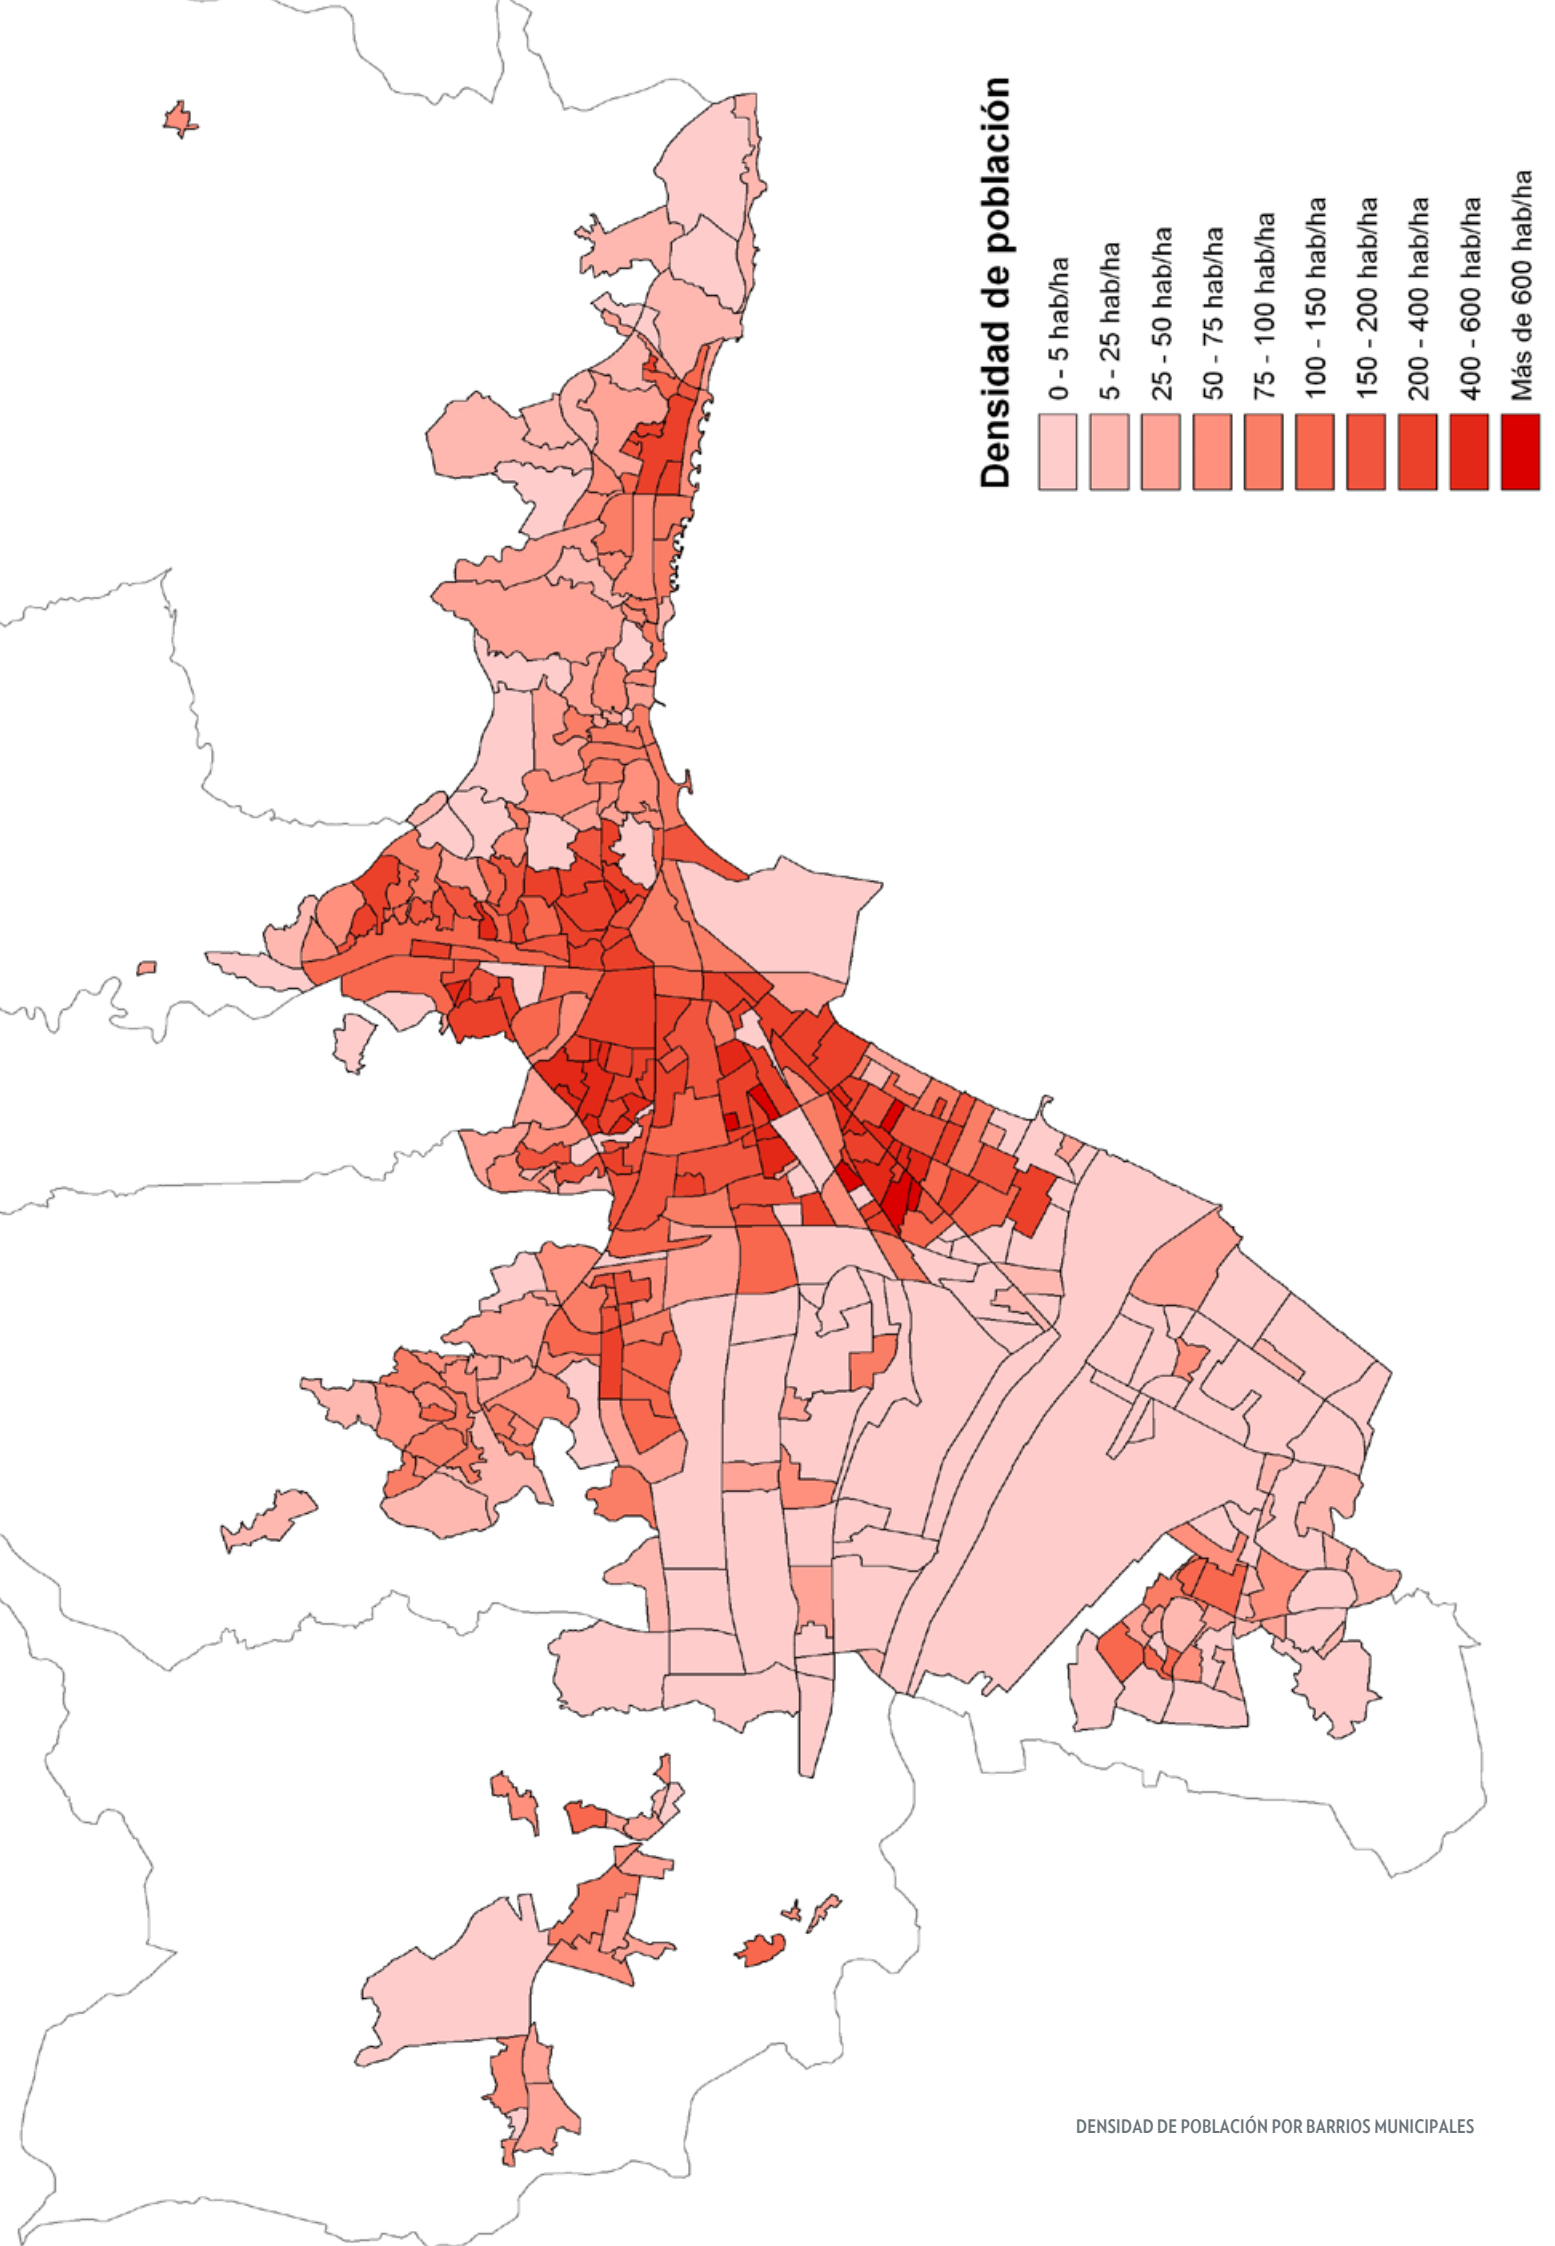 Densidad de población
0 - 5 hab/ha
5 - 25 hab/ha
25 - 50 hab/ha
50 - 75 hab/ha
75 - 100 hab/ha
100 - 150 hab/ha
150 - 200 hab/ha
200 - 400 hab/ha
400 - 600 hab/ha
Más de 600 hab/ha
DENSIDAD DE POBLACIÓN POR BARRIOS MUNICIPALES